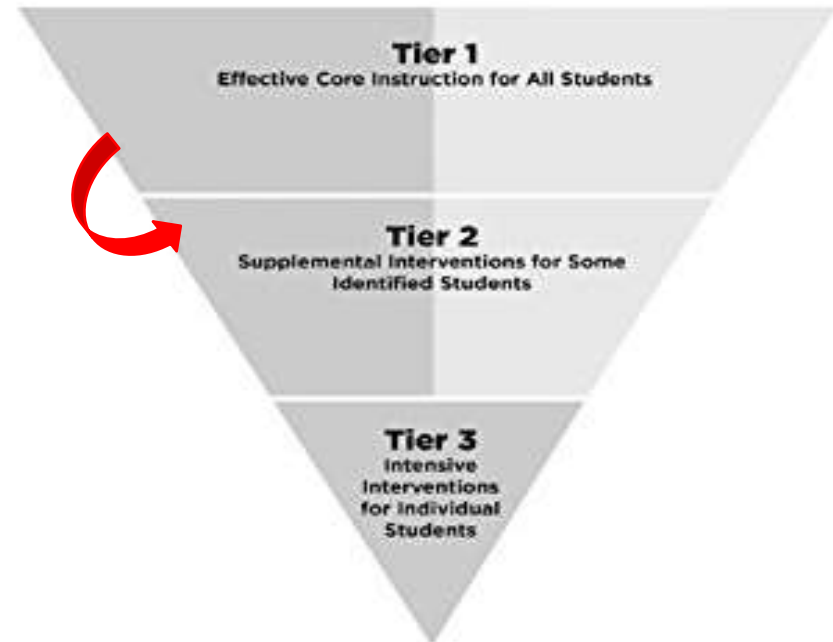 Tier 1
Effective Core Instruction for All Students
Tier 2
Supplemental Interventions for Some
Identified Students
Tier 3
Intensive
Interventions
for Individual
Students